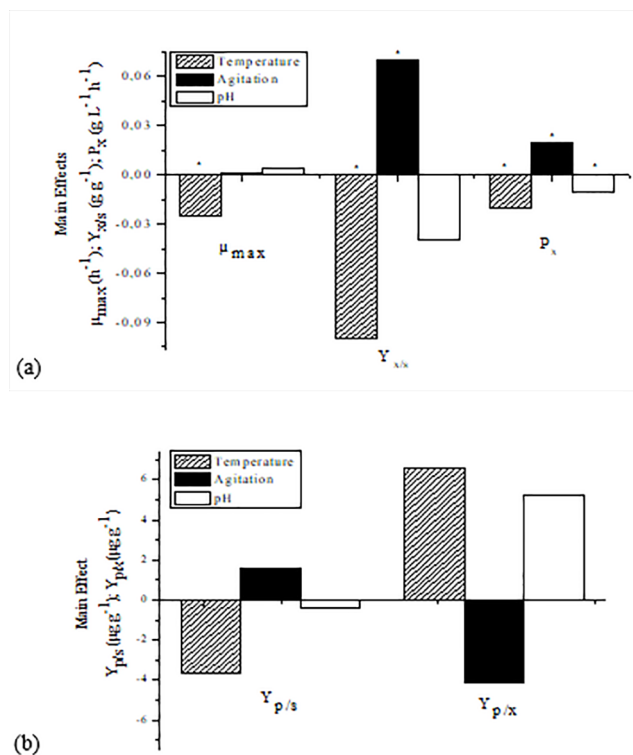 Temperature
Agitation
pH
Main Effects
μmax (h-1); Yx/s (g g-1); Px (g L-1 h-1)
0,06
0,03
0,00
-0,03
-0,06
-0,09
* * * * * *
μmax
Yx/s
Px
(a)
Temperature
Agitation
pH
Main Effect
Yp/s (μg g-1); Yp/x (μg g-1)
6
4
2
0
-2
-4
-6
Yp/s
Yp/x
(b)